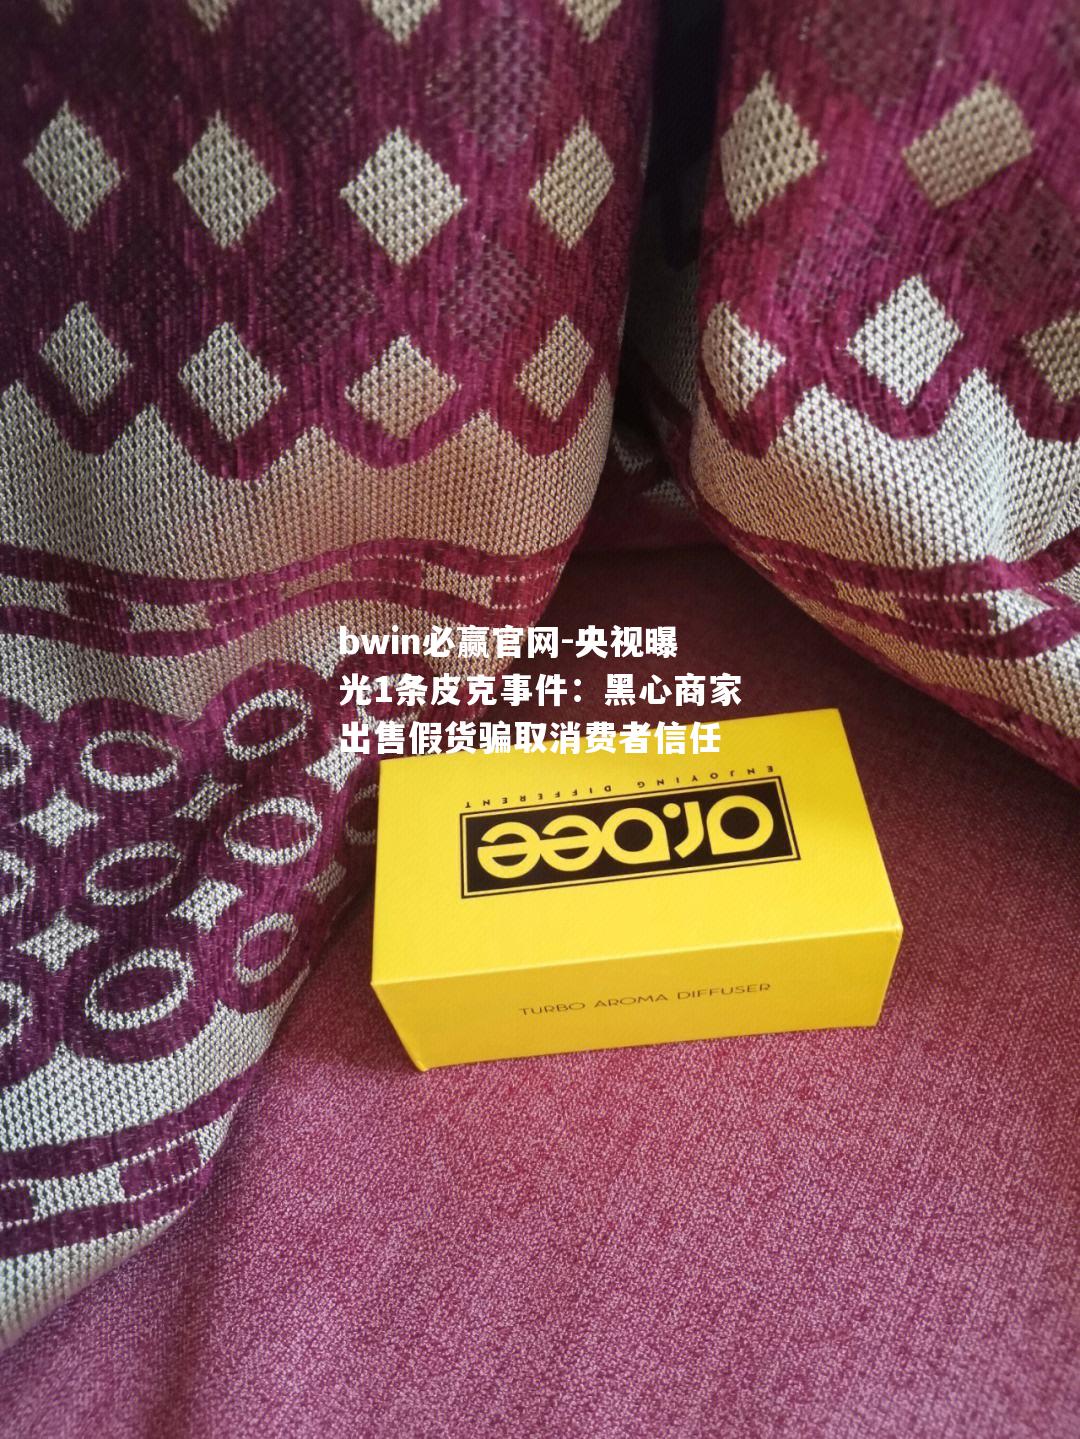 bwin必赢官网-央视曝
光1条皮克事件：黑心商家
出售假货骗取消费者信任
ENJOYING DIFFERENT
ar.bee
TURBO AROMA DIFFUSER